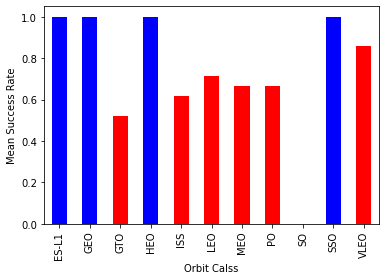 1.0
0.8
0.6
0.4
0.2
0.0
Mean Success Rate
ES-L1
GEO
GTO
HEO
ISS
LEO
MEO
PO
SO
SSO
VLEO
Orbit Calss